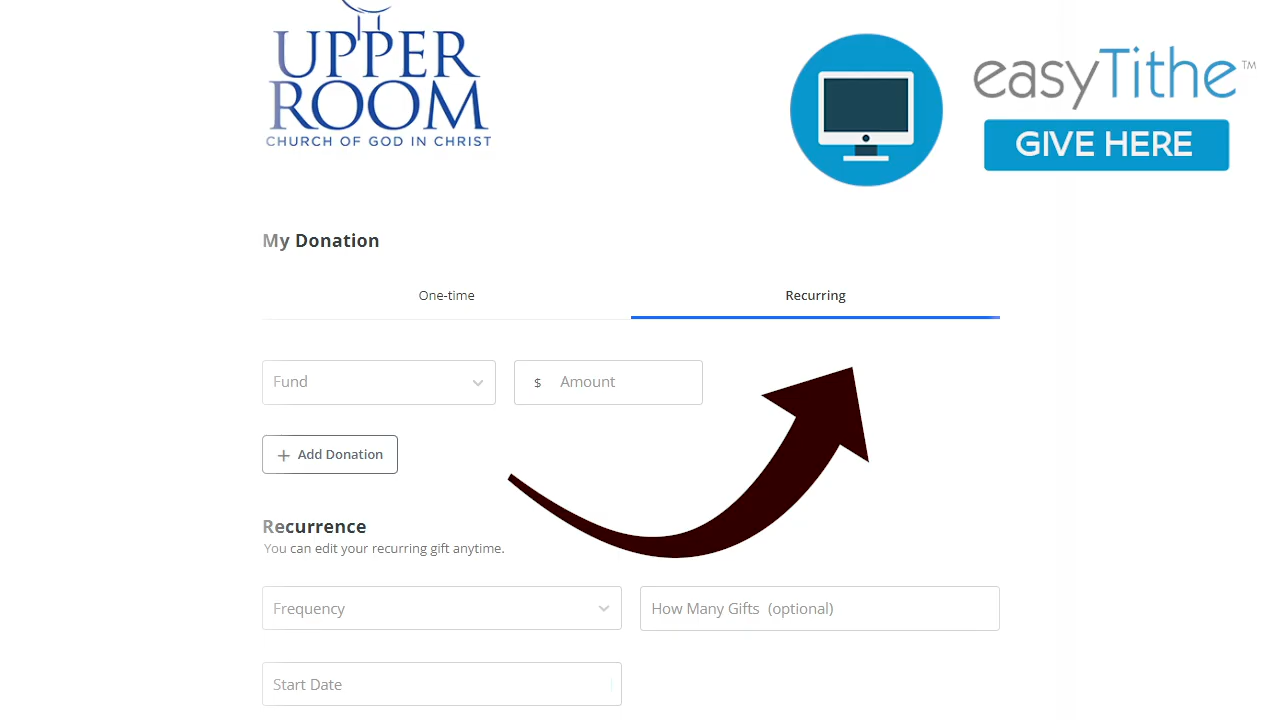 UPPER
ROOM
CHURCH OF GOD IN CHRIST
easyTithe™
GIVE HERE
My Donation
One-time
Recurring
Fund
$ Amount
+ Add Donation
Recurrence
You can edit your recurring gift anytime.
Frequency
How Many Gifts (optional)
Start Date